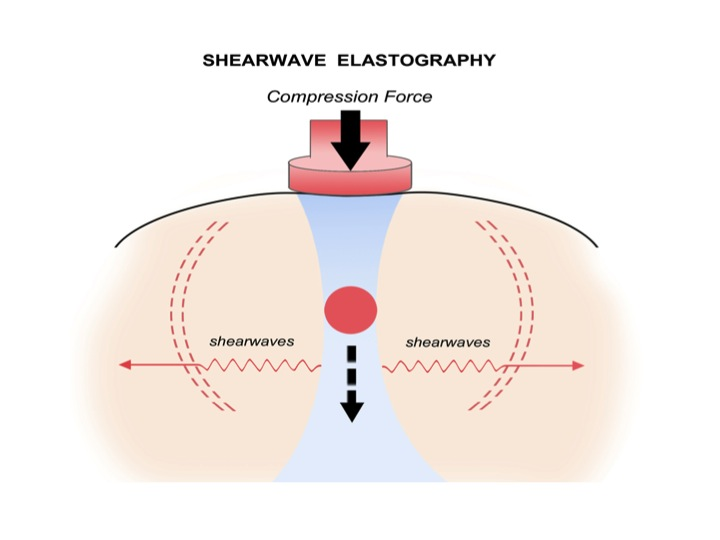 SHEARWAVE ELASTOGRAPHY
Compression Force
shearwaves
shearwaves